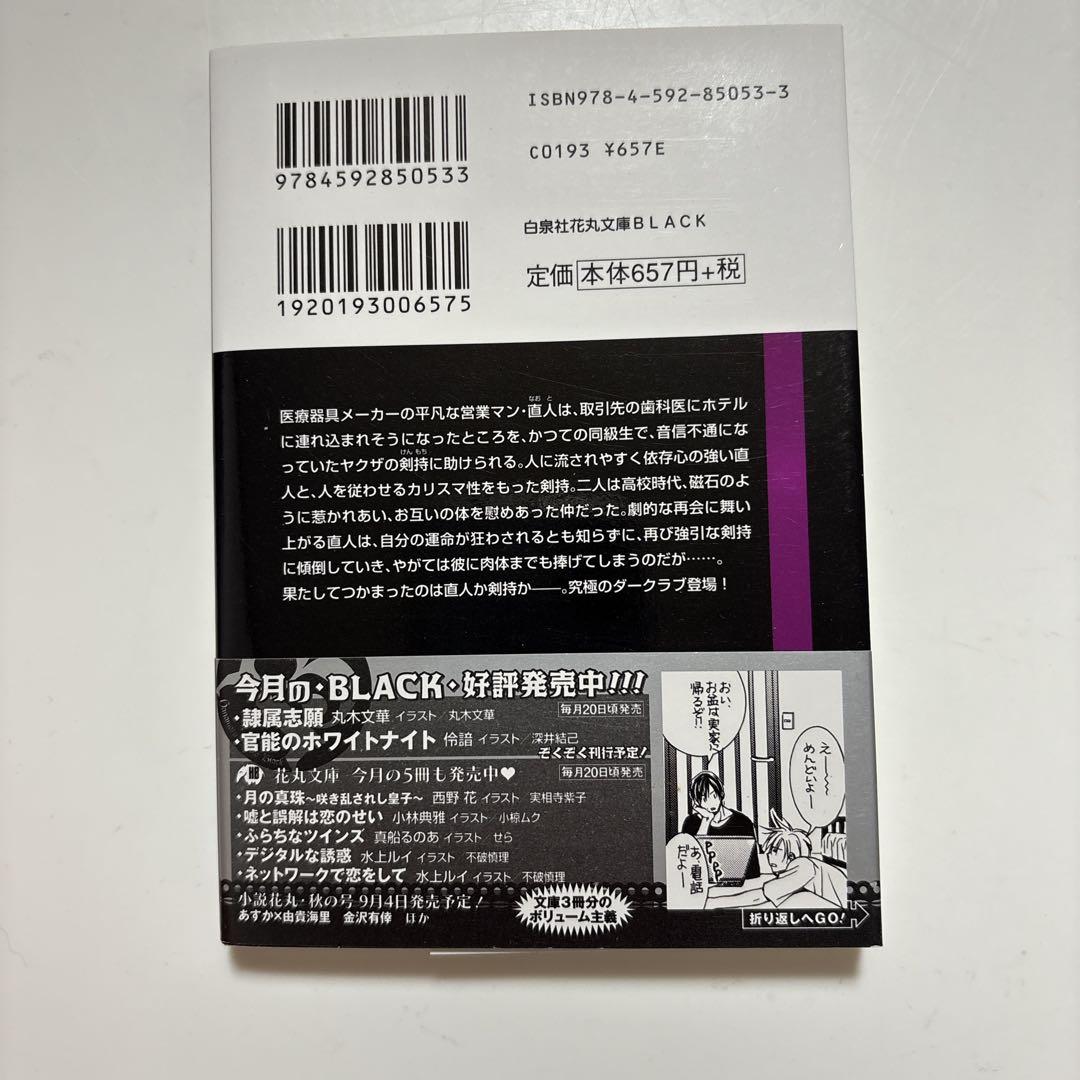 9784592850533
ISBN978-4-592-85053-3
C0193 ¥657E
1920193006575
白泉社花丸文庫BLACK
定価 本体657円+税
医療器具メーカーの平凡な営業マン・直人は、取引先の歯科医にホテル
なおと
に連れ込まれそうになったところを、かつての同級生で、音信不通にな
っていたヤクザの剣持に助けられる。人に流されやすく依存心の強い直
けんもち
人と、人を従わせるカリスマ性をもった剣持。二人は高校時代、磁石のよ
うに惹かれあい、お互いの体を慰めあった仲だった。劇的な再会に舞い
上がる直人は、自分の運命が狂わされるとも知らずに、再び強引な剣持
に傾倒していき、やがては彼に肉体までも捧げてしまうのだが……。
果たしてつかまったのは直人か剣持か――。究極のダークラブ登場！
今月の・BLACK・好評発売中!!!
毎月20日頃発売
・隷属志願 丸木文華 イラスト／丸木文華
・官能のホワイトナイト 伶諳 イラスト／深井結己
ぞくぞく刊行予定!
花丸文庫 今月の5冊も発売中♥
毎月20日頃発売
・月の真珠〜咲き乱されし皇子〜 西野 花 イラスト 実相寺紫子
・嘘と誤解は恋のせい 小林典雅 イラスト／小椋ムク
・ふらちなツインズ 真船るのあ イラスト／せら
・デジタルな誘惑 水上ルイ イラスト 不破慎理
・ネットワークで恋をして 水上ルイ イラスト 不破慎理
小説花丸・秋の号 9月4日発売予定!
あすか×由貴海里 金沢有倖 ほか
文庫3冊分の
ボリューム主義
おい、
お盆は実家に
帰るぞ!!
え―――〜
めんどいよー
PPPP
あ、電話
だよー
折り返しへGO!